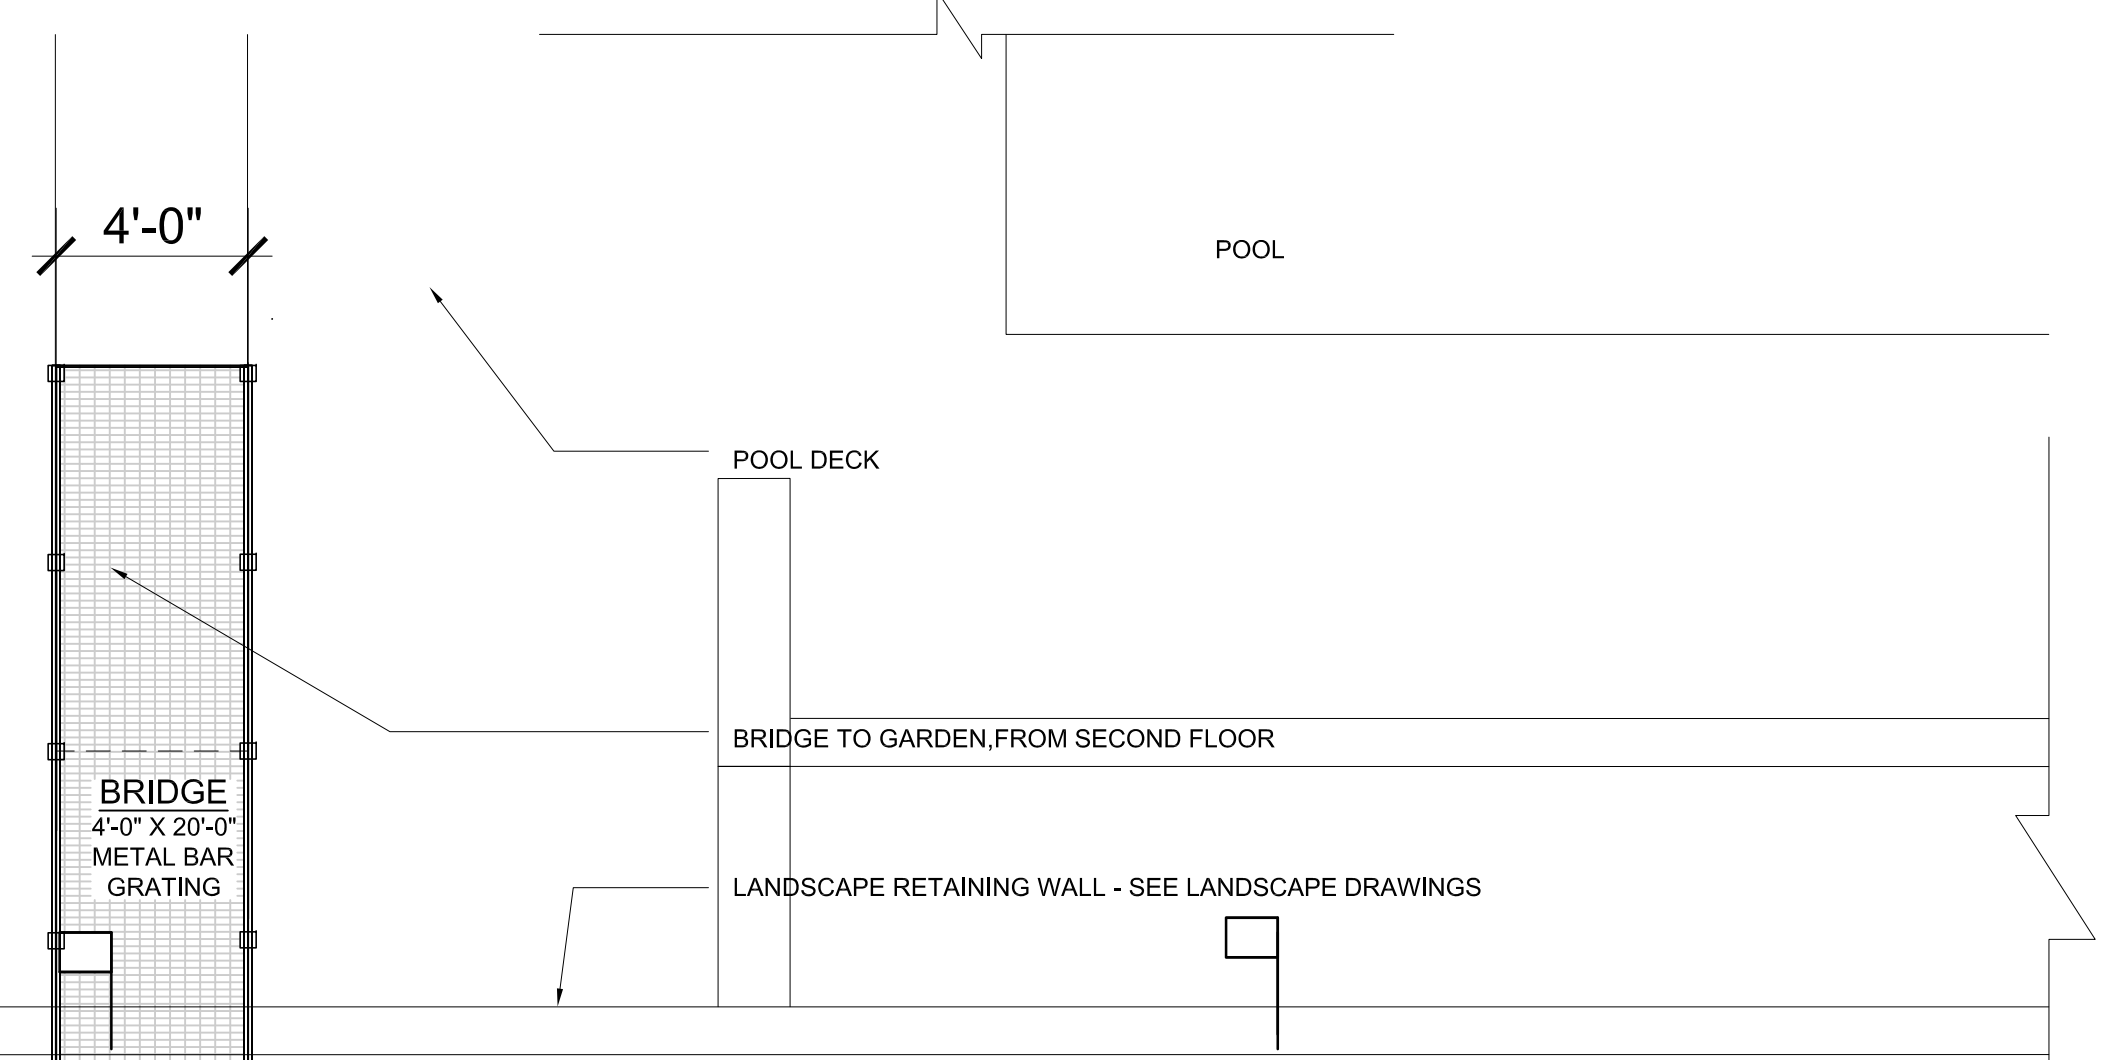 4'-0"
POOL
POOL DECK
BRIDGE TO GARDEN,FROM SECOND FLOOR
BRIDGE
4'-0" X 20'-0"
METAL BAR
GRATING
LANDSCAPE RETAINING WALL - SEE LANDSCAPE DRAWINGS